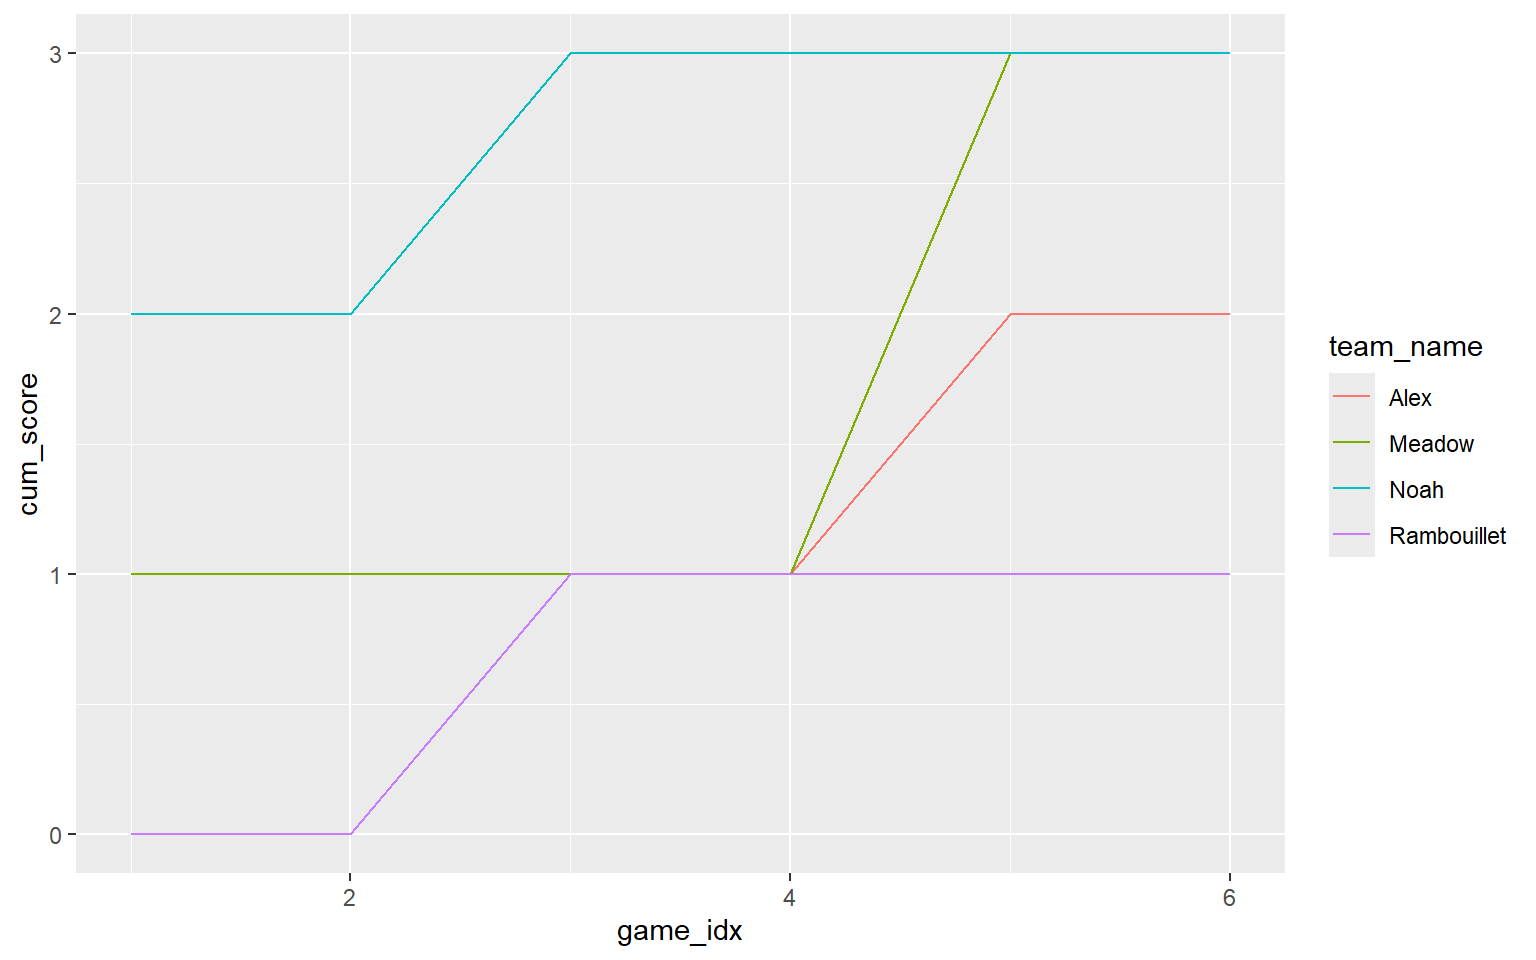 3
2
1
0
cum_score
2
4
6
game_idx
team_name
Alex
Meadow
Noah
Rambouillet